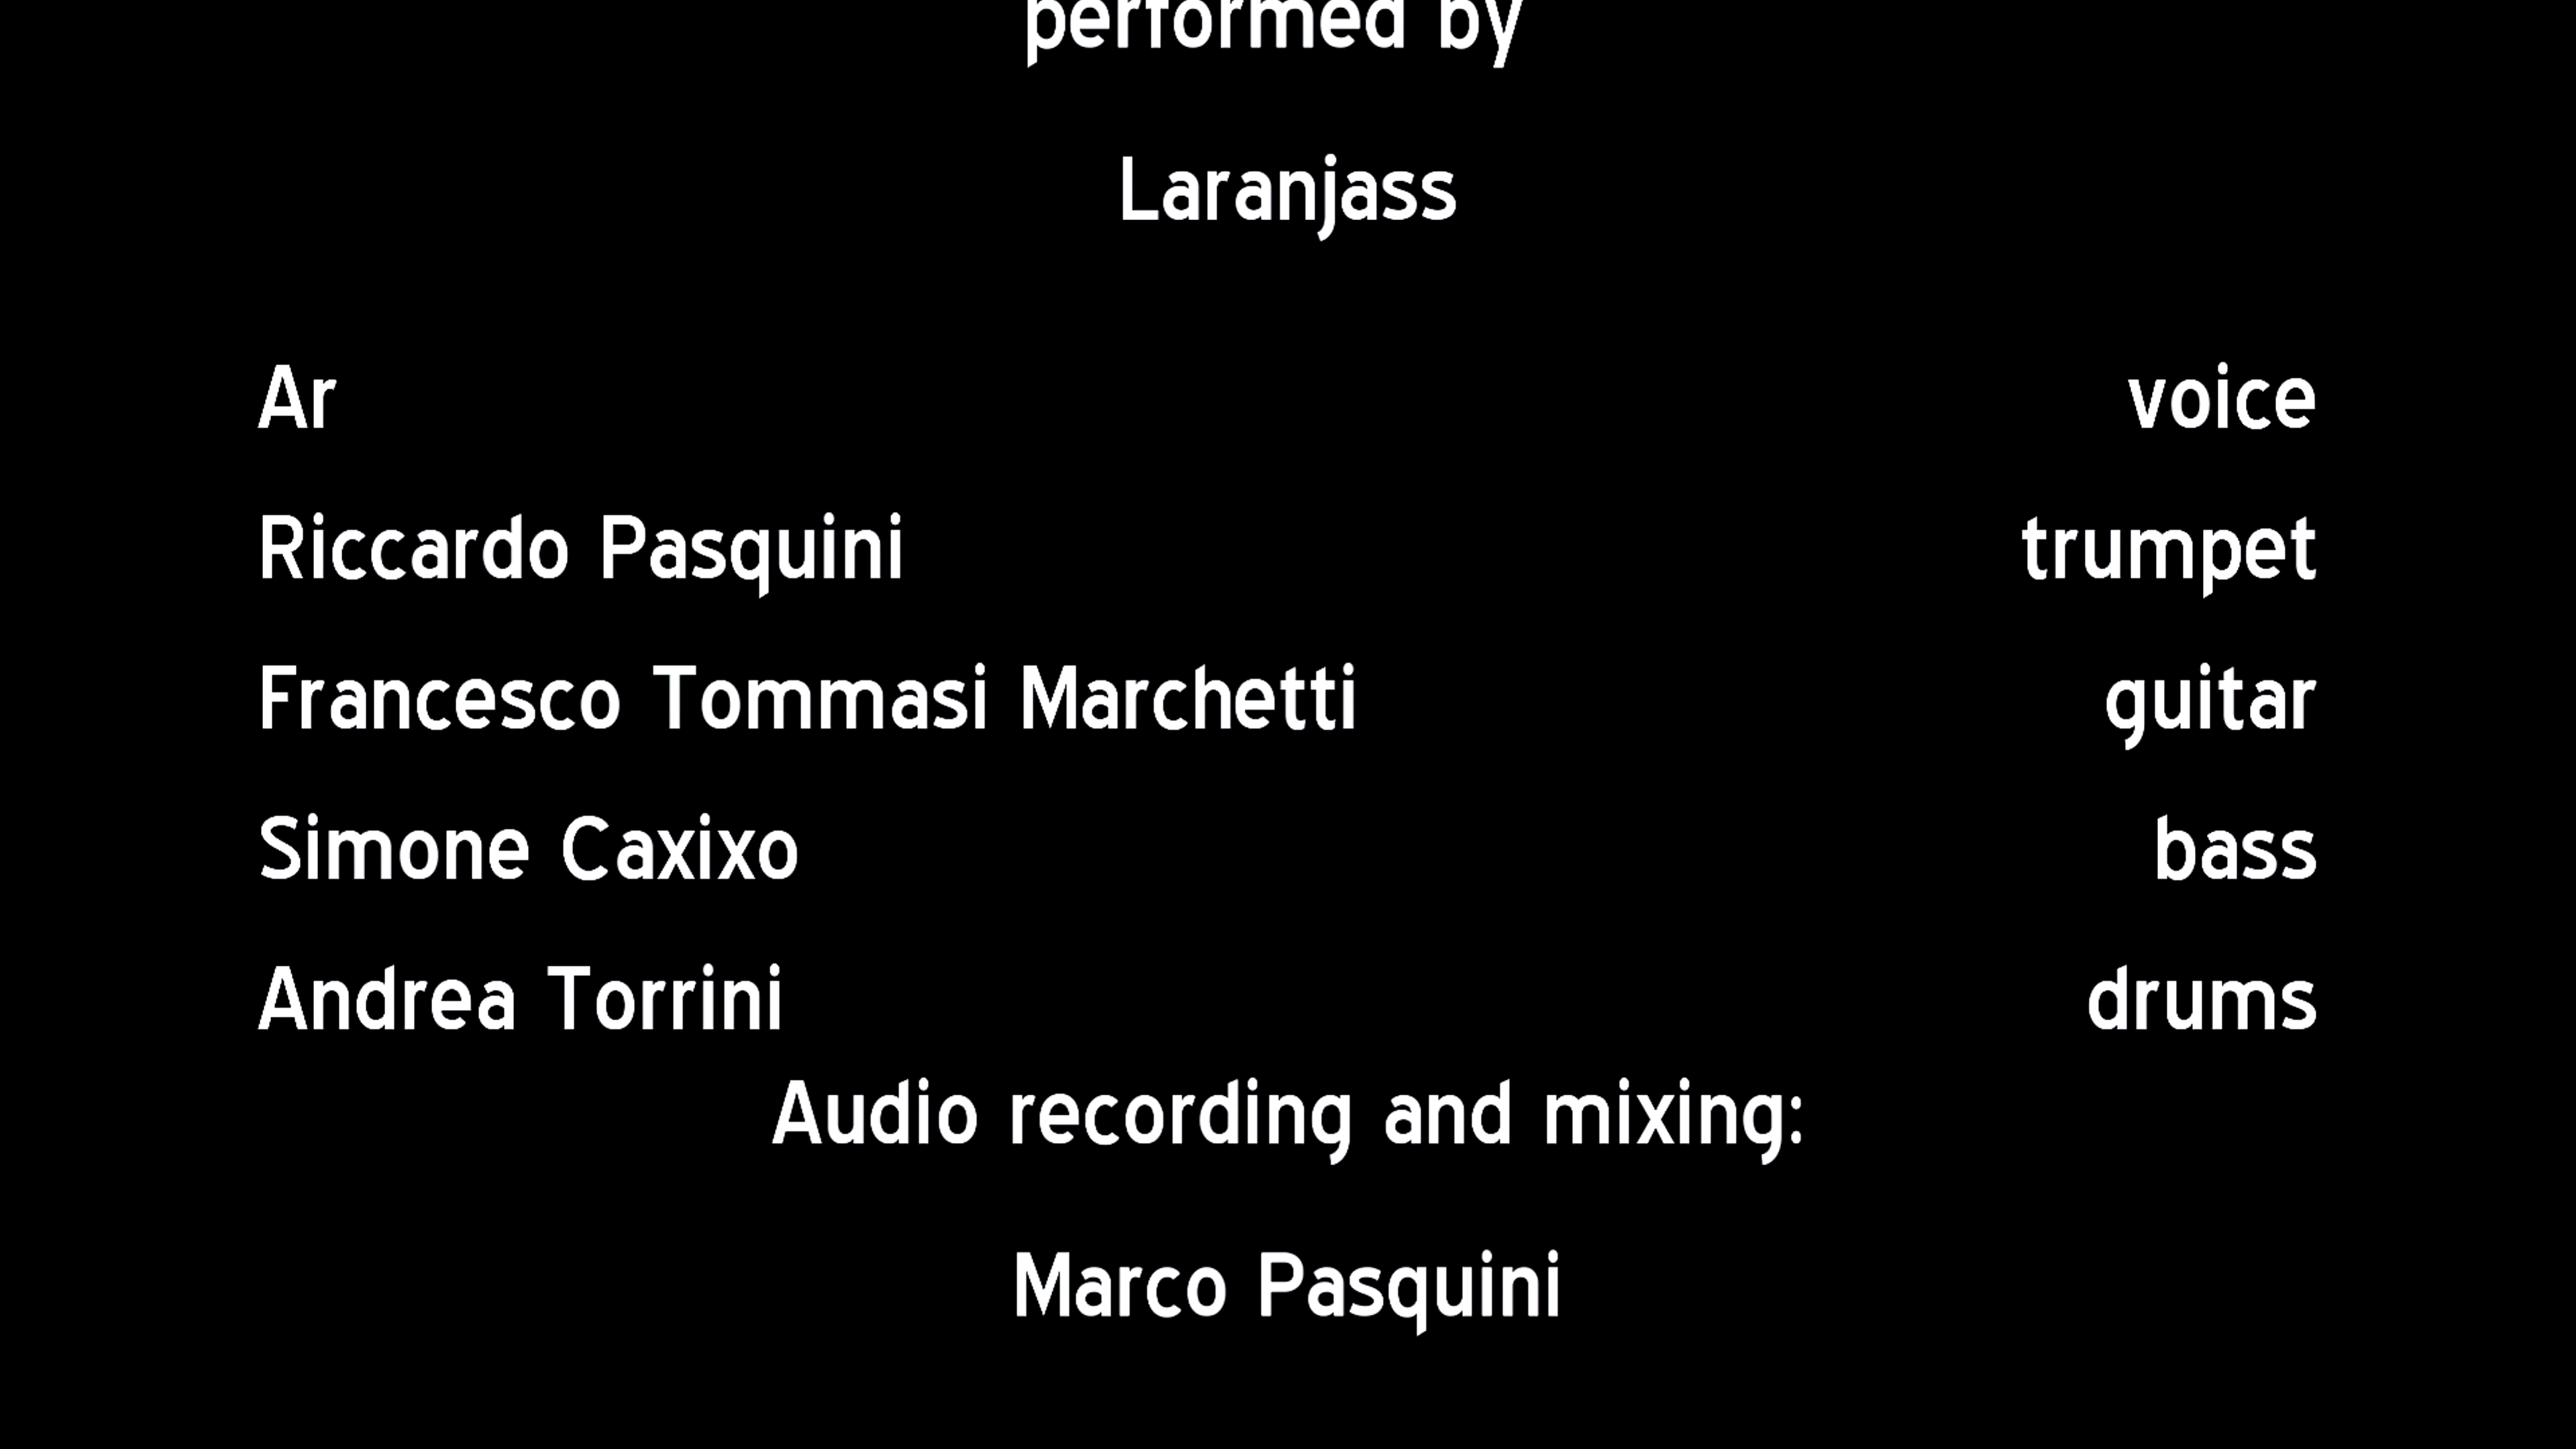 performed by
Laranjass
Ar voice
Riccardo Pasquini trumpet
Francesco Tommasi Marchetti guitar
Simone Caxixo bass
Andrea Torrini drums
Audio recording and mixing:
Marco Pasquini